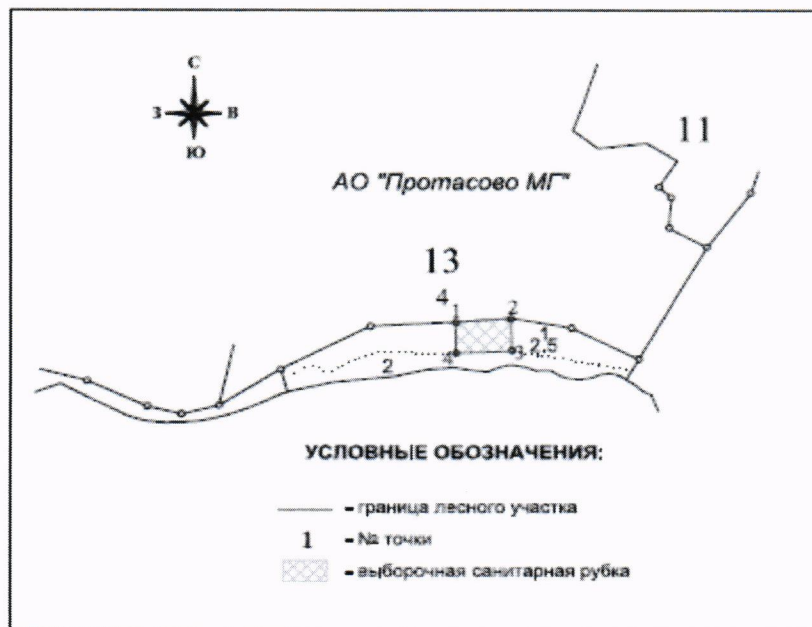 С
З В
Ю
11
АО "Протасово МГ"
13
4 1 2
1
2,5
4 3
2
УСЛОВНЫЕ ОБОЗНАЧЕНИЯ:
- граница лесного участка
1 - № точки
- выборочная санитарная рубка